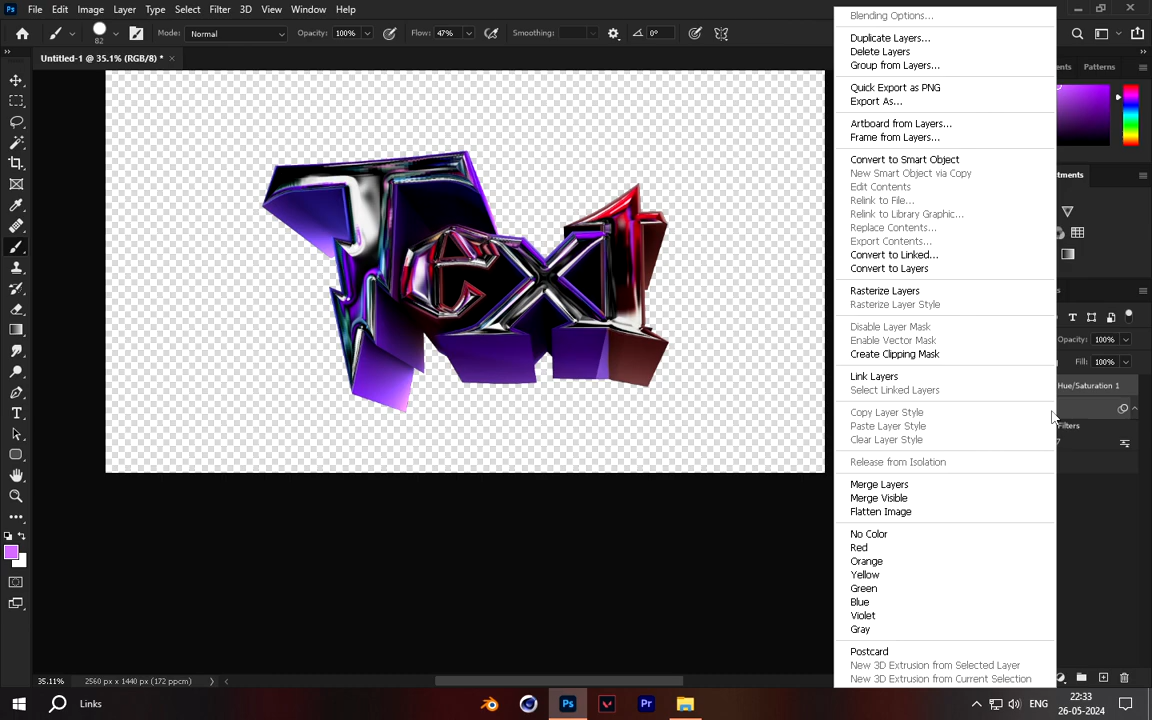 Ps File Edit Image Layer Type Select Filter 3D View Window Help
82 Mode: Normal Opacity: 100% Flow: 47% Smoothing: 0°
Untitled-1 @ 35.1% (RGB/8) * ×
Patterns
Text
Blending Options...
Duplicate Layers...
Delete Layers
Group from Layers...
Quick Export as PNG
Export As...
Artboard from Layers...
Frame from Layers...
Convert to Smart Object
New Smart Object via Copy
Edit Contents
Relink to File...
Relink to Library Graphic...
Replace Contents...
Export Contents...
Convert to Linked...
Convert to Layers
Rasterize Layers
Rasterize Layer Style
Disable Layer Mask
Enable Vector Mask
Create Clipping Mask
Link Layers
Select Linked Layers
Copy Layer Style
Paste Layer Style
Clear Layer Style
Release from Isolation
Merge Layers
Merge Visible
Flatten Image
No Color
Red
Orange
Yellow
Green
Blue
Violet
Gray
Postcard
New 3D Extrusion from Selected Layer
New 3D Extrusion from Current Selection
Opacity: 100%
Fill: 100%
Hue/Saturation 1
Filters
35.11% 2560 px x 1440 px (172 ppcm)
Links Ps Pr ENG 22:33
26-05-2024